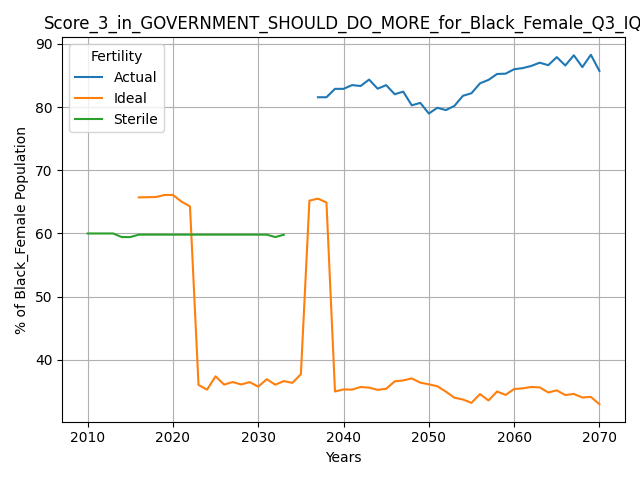 Score_3_in_GOVERNMENT_SHOULD_DO_MORE_for_Black_Female_Q3_IQ
90
80
70
60
50
40
% of Black_Female Population
Fertility
Actual
Ideal
Sterile
2010 2020 2030 2040 2050 2060 2070
Years